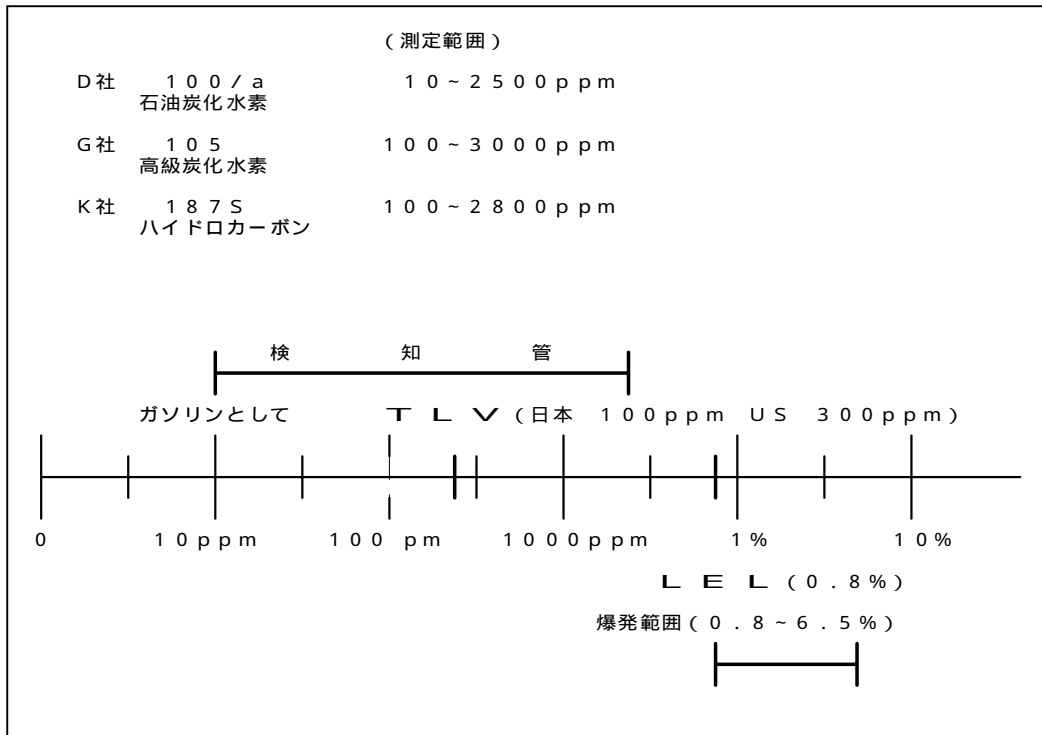 (測定範囲)
D社 100/a 10~2500ppm
石油炭化水素
G社 105 100~3000ppm
高級炭化水素
K社 187S 100~2800ppm
ハイドロカーボン
検 知 管
ガソリンとして TLV(日本 100ppm US 300ppm)
0 10ppm 100 pm 1000ppm 1% 10%
LEL(0.8%)
爆発範囲(0.8~6.5%)